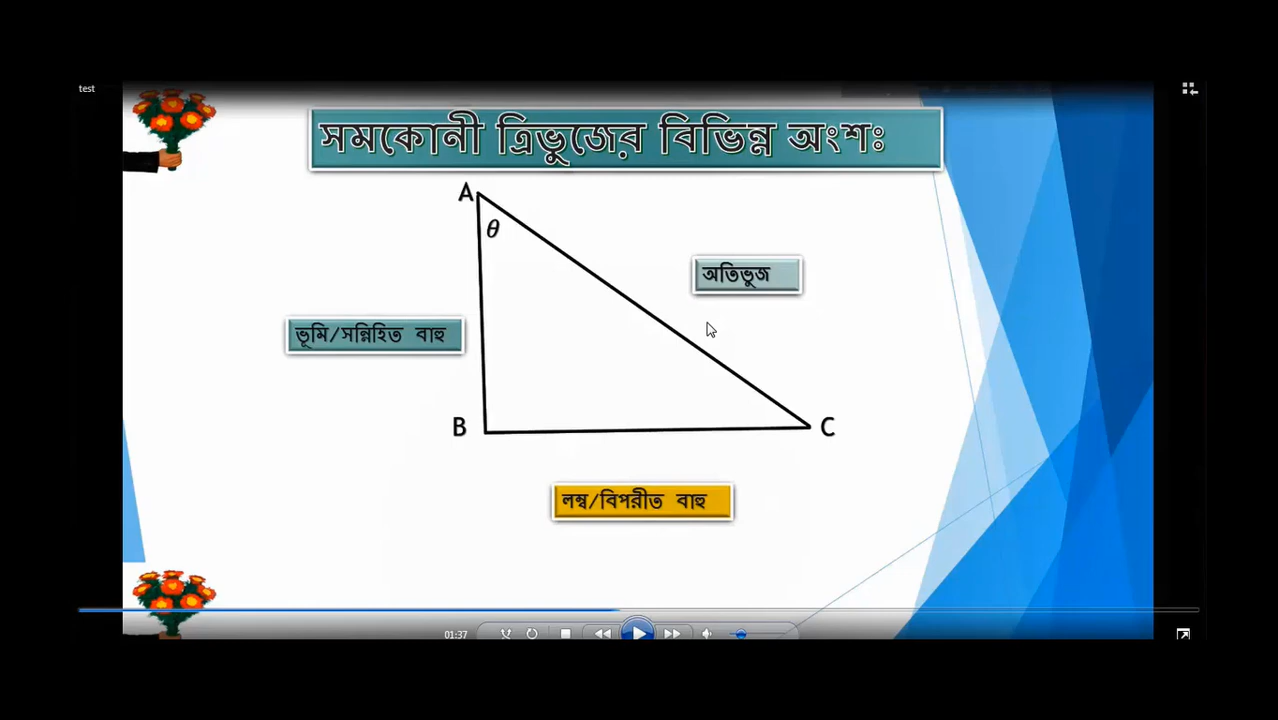 test
সমকোনী ত্রিভুজের বিভিন্ন অংশঃ
A
θ
অতিভুজ
ভূমি/সন্নিহিত বাহু
B
C
লম্ব/বিপরীত বাহু
01:37